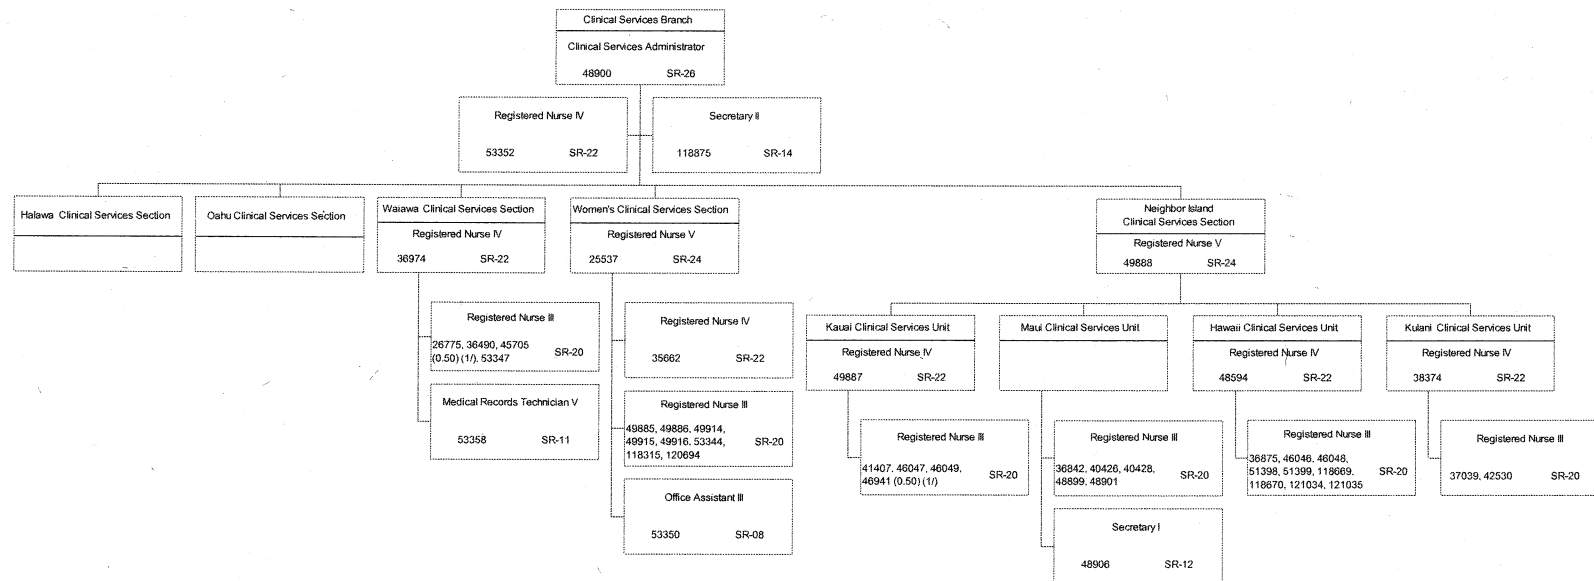 Clinical Services Branch
Clinical Services Administrator
48900 SR-26
Registered Nurse IV
53352 SR-22
Secretary II
118875 SR-14
Halawa Clinical Services Section
Oahu Clinical Services Section
Waiawa Clinical Services Section
Registered Nurse IV
36974 SR-22
Women's Clinical Services Section
Registered Nurse V
25537 SR-24
Neighbor Island
Clinical Services Section
Registered Nurse V
49888 SR-24
Registered Nurse III
26775, 36490, 45705
(0.50) (1/), 53347 SR-20
Medical Records Technician V
53358 SR-11
Registered Nurse IV
35662 SR-22
Registered Nurse III
49885, 49886, 49914,
49915, 49916, 53344, SR-20
118315, 120694
Office Assistant III
53350 SR-08
Kauai Clinical Services Unit
Registered Nurse IV
49887 SR-22
Maui Clinical Services Unit
Hawaii Clinical Services Unit
Registered Nurse IV
48594 SR-22
Kulani Clinical Services Unit
Registered Nurse IV
38374 SR-22
Registered Nurse III
41407, 46047, 46049,
46941 (0.50) (1/) SR-20
Registered Nurse III
36842, 40426, 40428,
48899, 48901 SR-20
Secretary I
48906 SR-12
Registered Nurse III
36875, 46046, 46048,
51398, 51399, 118669, SR-20
118670, 121034, 121035
Registered Nurse III
37039, 42530 SR-20